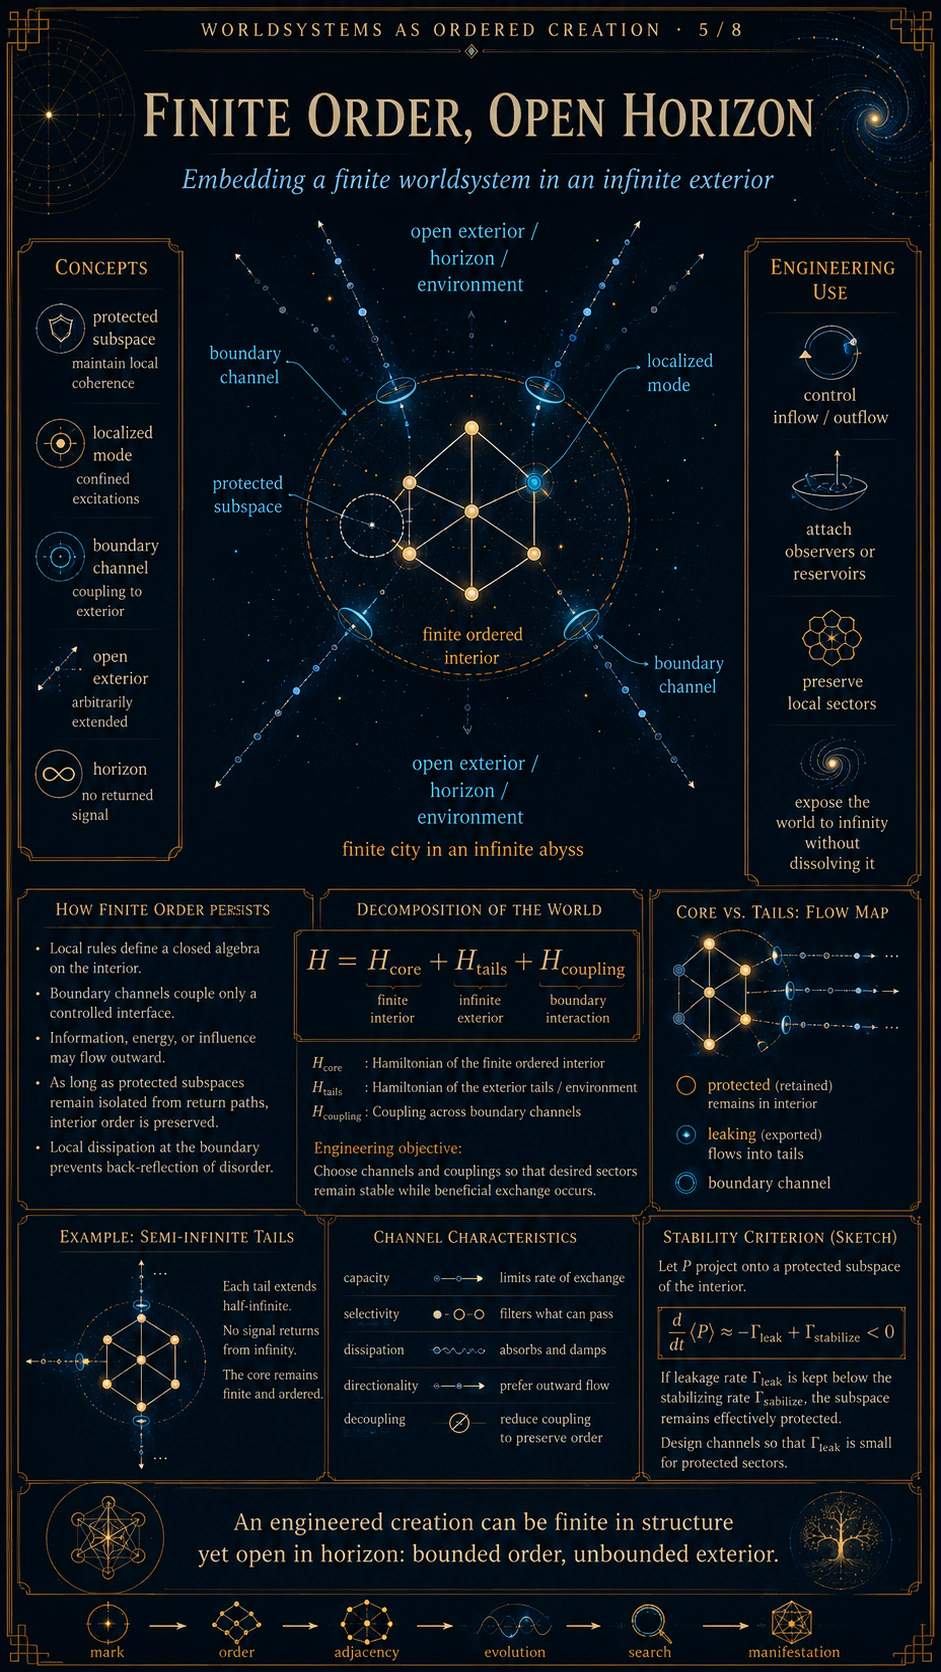 WORLDSYSTEMS AS ORDERED CREATION · 5 / 8
FINITE ORDER, OPEN HORIZON
Embedding a finite worldsystem in an infinite exterior
CONCEPTS
protected
subspace
maintain local
coherence
localized
mode
confined
excitations
boundary
channel
coupling to
exterior
open
exterior
arbitrarily
extended
horizon
no returned
signal
open exterior /
horizon /
environment
boundary
channel
localized
mode
protected
subspace
finite ordered
interior
boundary
channel
open exterior /
horizon /
environment
finite city in an infinite abyss
ENGINEERING
USE
control
inflow / outflow
attach
observers or
reservoirs
preserve
local sectors
expose the
world to infinity
without
dissolving it
HOW FINITE ORDER PERSISTS
• Local rules define a closed algebra
on the interior.
• Boundary channels couple only a
controlled interface.
• Information, energy, or influence
may flow outward.
• As long as protected subspaces
remain isolated from return paths,
interior order is preserved.
• Local dissipation at the boundary
prevents back-reflection of disorder.
DECOMPOSITION OF THE WORLD
H = H_core + H_tails + H_coupling
finite
interior
infinite
exterior
boundary
interaction
H_core : Hamiltonian of the finite ordered interior
H_tails : Hamiltonian of the exterior tails / environment
H_coupling : Coupling across boundary channels
Engineering objective:
Choose channels and couplings so that desired sectors
remain stable while beneficial exchange occurs.
CORE VS. TAILS: FLOW MAP
...
...
...
protected (retained)
remains in interior
leaking (exported)
flows into tails
boundary channel
EXAMPLE: SEMI-INFINITE TAILS
...
Each tail extends
half-infinite.
No signal returns
from infinity.
The core remains
finite and ordered.
...
CHANNEL CHARACTERISTICS
capacity limits rate of exchange
selectivity filters what can pass
dissipation absorbs and damps
directionality prefer outward flow
decoupling reduce coupling
to preserve order
STABILITY CRITERION (SKETCH)
Let P project onto a protected subspace
of the interior.
d/dt ⟨P⟩ ≈ −Γ_leak + Γ_stabilize < 0
If leakage rate Γ_leak is kept below the
stabilizing rate Γ_sabilize, the subspace
remains effectively protected.
Design channels so that Γ_leak is small
for protected sectors.
An engineered creation can be finite in structure
yet open in horizon: bounded order, unbounded exterior.
mark
order
adjacency
evolution
search
manifestation